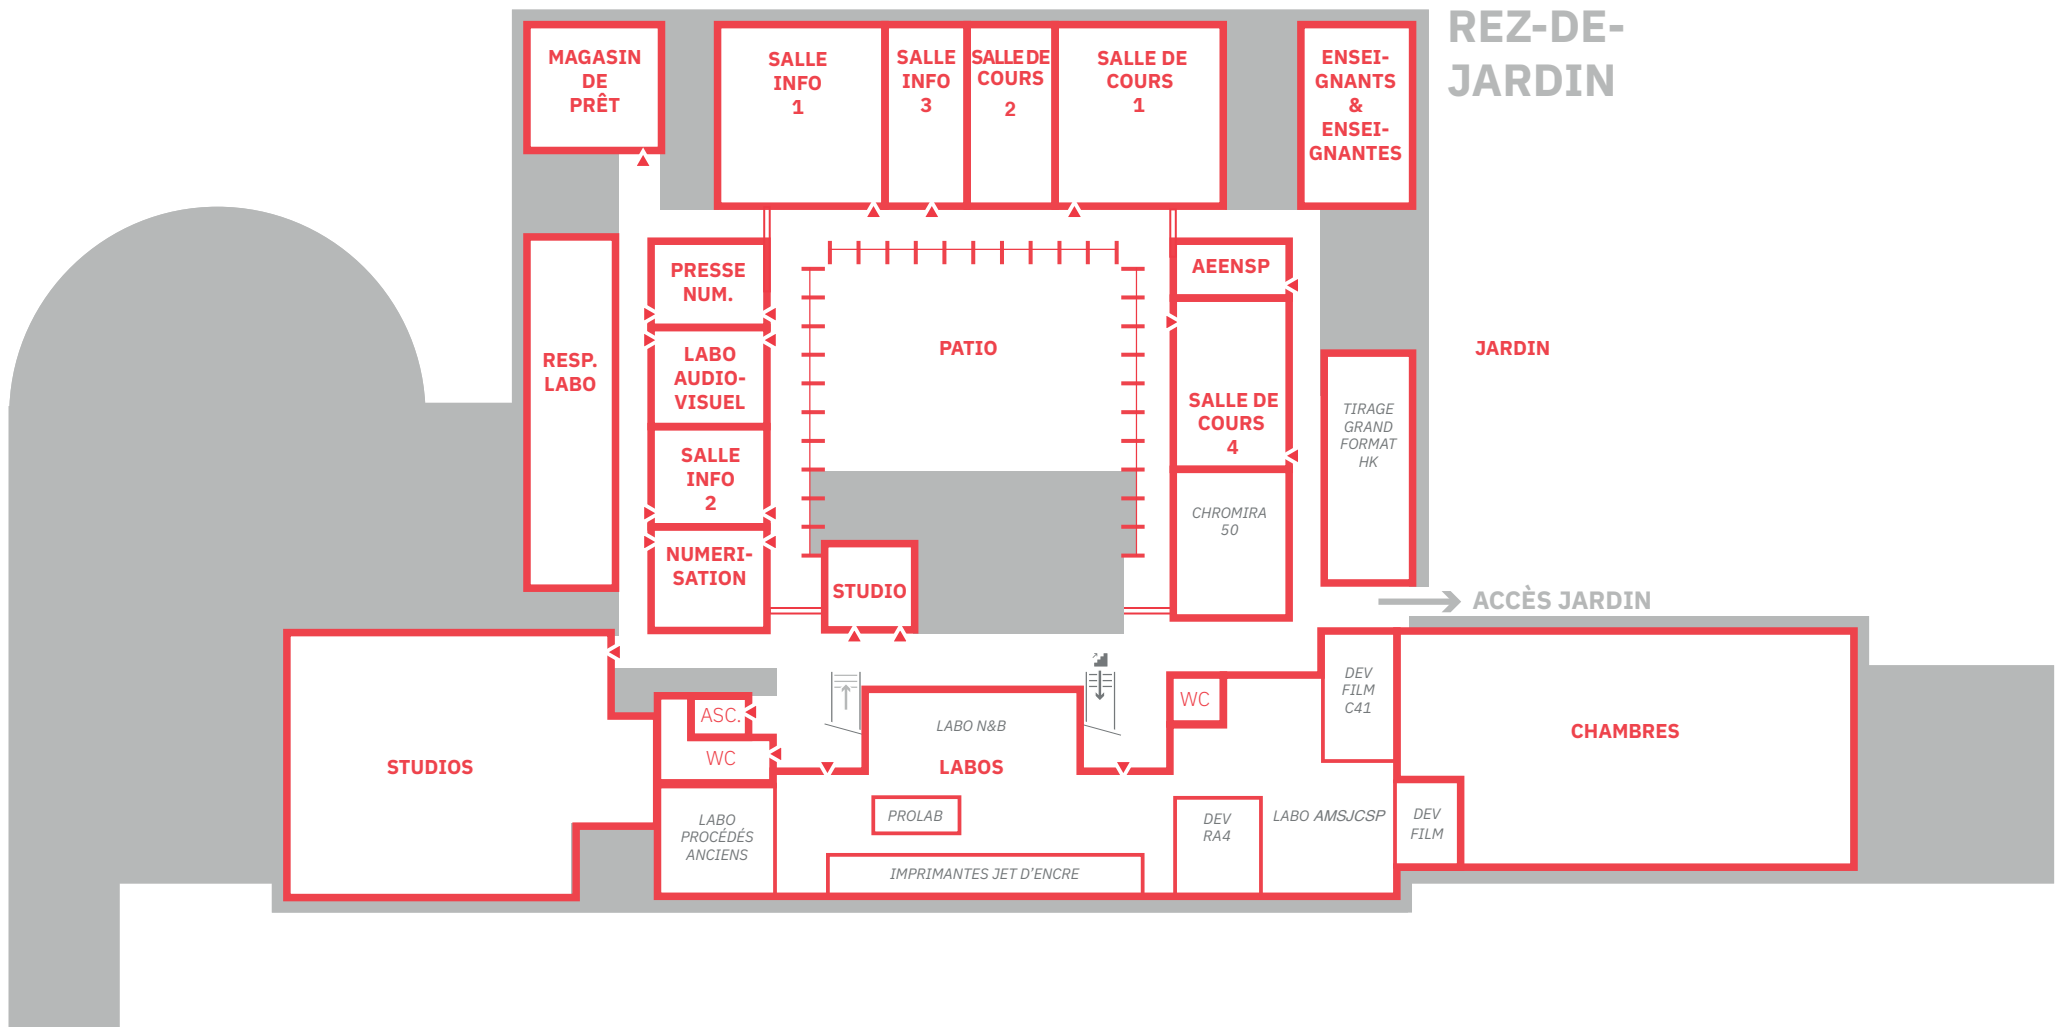 REZ-DE-
JARDIN
MAGASIN
DE
PRÊT
SALLE
INFO
1
SALLE
INFO
3
SALLE DE
COURS
2
SALLE DE
COURS
1
ENSEI-
GNANTS
&
ENSEI-
GNANTES
PRESSE
NUM.
RESP.
LABO
LABO
AUDIO-
VISUEL
SALLE
INFO
2
NUMERI-
SATION
PATIO
STUDIO
AEENSP
SALLE DE
COURS
4
CHROMIRA
50
TIRAGE
GRAND
FORMAT
HK
JARDIN
ACCÈS JARDIN
STUDIOS
ASC.
WC
LABO
PROCÉDÉS
ANCIENS
LABO N&B
LABOS
PROLAB
IMPRIMANTES JET D'ENCRE
WC
DEV
RA4
LABO AMSJCSP
DEV
FILM
C41
DEV
FILM
CHAMBRES